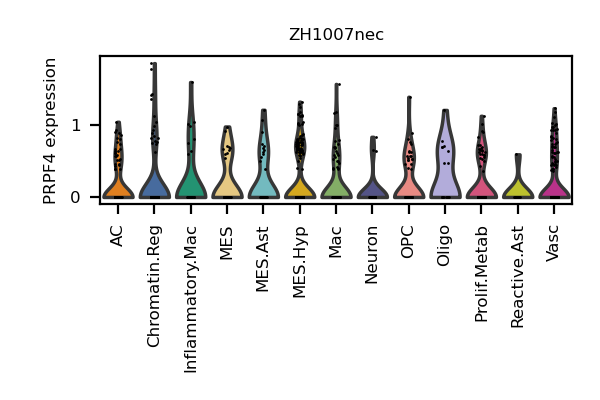 ZH1007nec
PRPF4 expression
1
0
AC
Chromatin.Reg
Inflammatory.Mac
MES
MES.Ast
MES.Hyp
Mac
Neuron
OPC
Oligo
Prolif.Metab
Reactive.Ast
Vasc